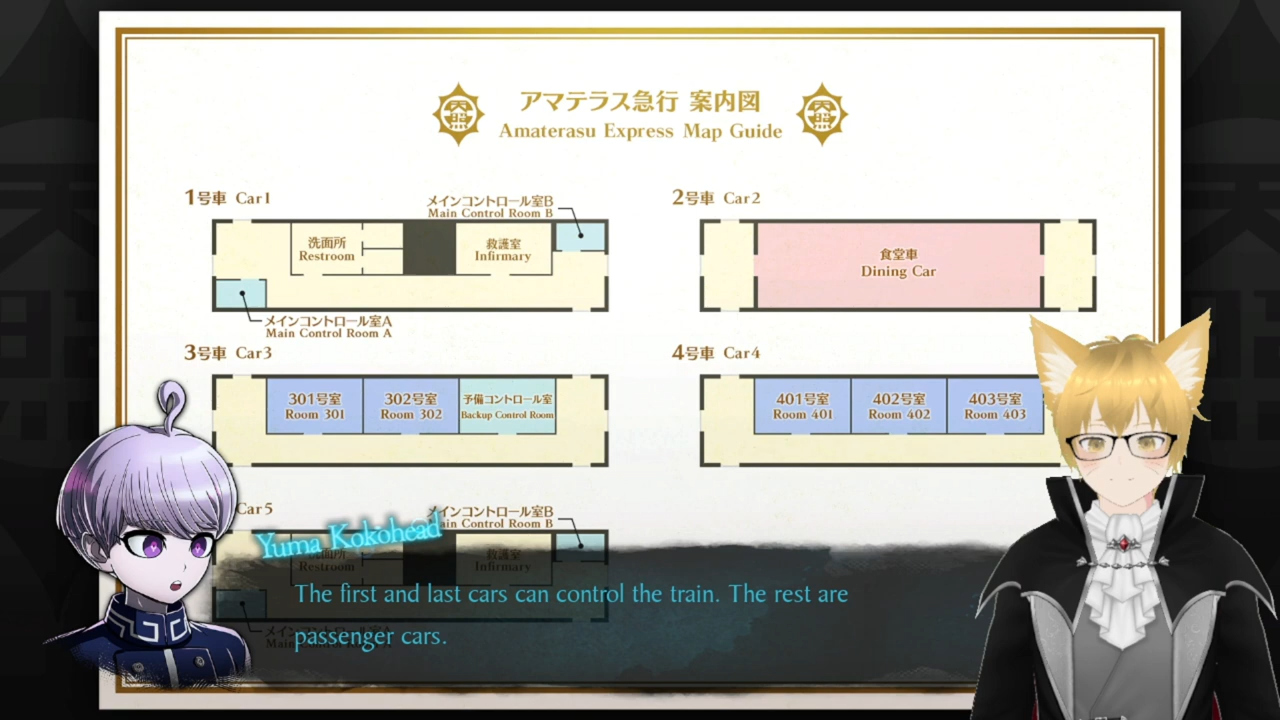 アマテラス急行 案内図
Amaterasu Express Map Guide
1号車 Car1
メインコントロール室B
Main Control Room B
洗面所
Restroom
救護室
Infirmary
メインコントロール室A
Main Control Room A
2号車 Car2
食堂車
Dining Car
3号車 Car3
301号室
Room 301
302号室
Room 302
予備コントロール室
Backup Control Room
4号車 Car4
401号室
Room 401
402号室
Room 402
403号室
Room 403
Car5
メインコントロール室B
Main Control Room B
Restroom
救護室
Infirmary
Yuma Kokohead
The first and last cars can control the train. The rest are
passenger cars.